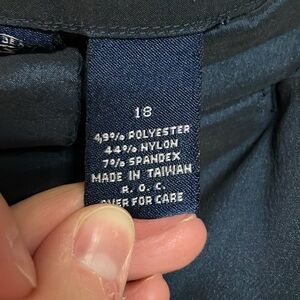 18
49% POLYESTER
44% NYLON
7% SPANDEX
MADE IN TAIWAN
R. O. C.
OVER FOR CARE